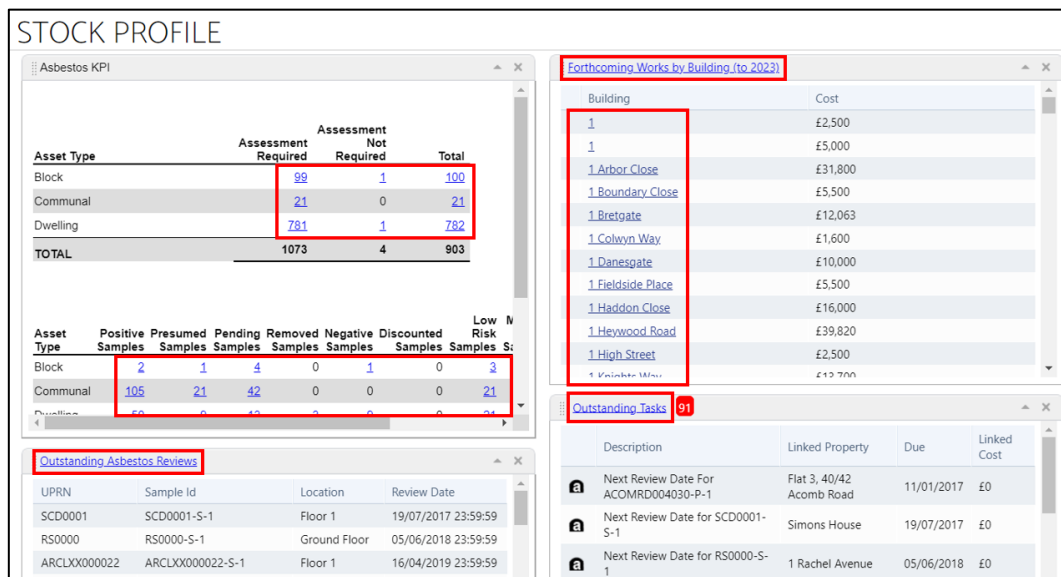 STOCK PROFILE
Asbestos KPI
Asset Type Assessment Required Assessment Not Required Total
Block 99 1 100
Communal 21 0 21
Dwelling 781 1 782
TOTAL 1073 4 903
Asset Type Positive Samples Presumed Samples Pending Samples Removed Samples Negative Samples Discounted Samples Low Risk Samples
Block 2 1 4 0 1 0 3
Communal 105 21 42 0 0 0 21
Dwelling
Outstanding Asbestos Reviews
UPRN Sample Id Location Review Date
SCD0001 SCD0001-S-1 Floor 1 19/07/2017 23:59:59
RS0000 RS0000-S-1 Ground Floor 05/06/2018 23:59:59
ARCLXX000022 ARCLXX000022-S-1 Floor 1 16/04/2019 23:59:59
Forthcoming Works by Building (to 2023)
Building Cost
1 £2,500
1 £5,000
1 Arbor Close £31,800
1 Boundary Close £5,500
1 Bretgate £12,063
1 Colwyn Way £1,600
1 Danesgate £10,000
1 Fieldside Place £5,500
1 Haddon Close £16,000
1 Heywood Road £39,820
1 High Street £2,500
1 Knights Way £13,700
Outstanding Tasks 91
Description Linked Property Due Linked Cost
Next Review Date For ACOMRD004030-P-1 Flat 3, 40/42 Acomb Road 11/01/2017 £0
Next Review Date for SCD0001-S-1 Simons House 19/07/2017 £0
Next Review Date for RS0000-S-1 1 Rachel Avenue 05/06/2018 £0